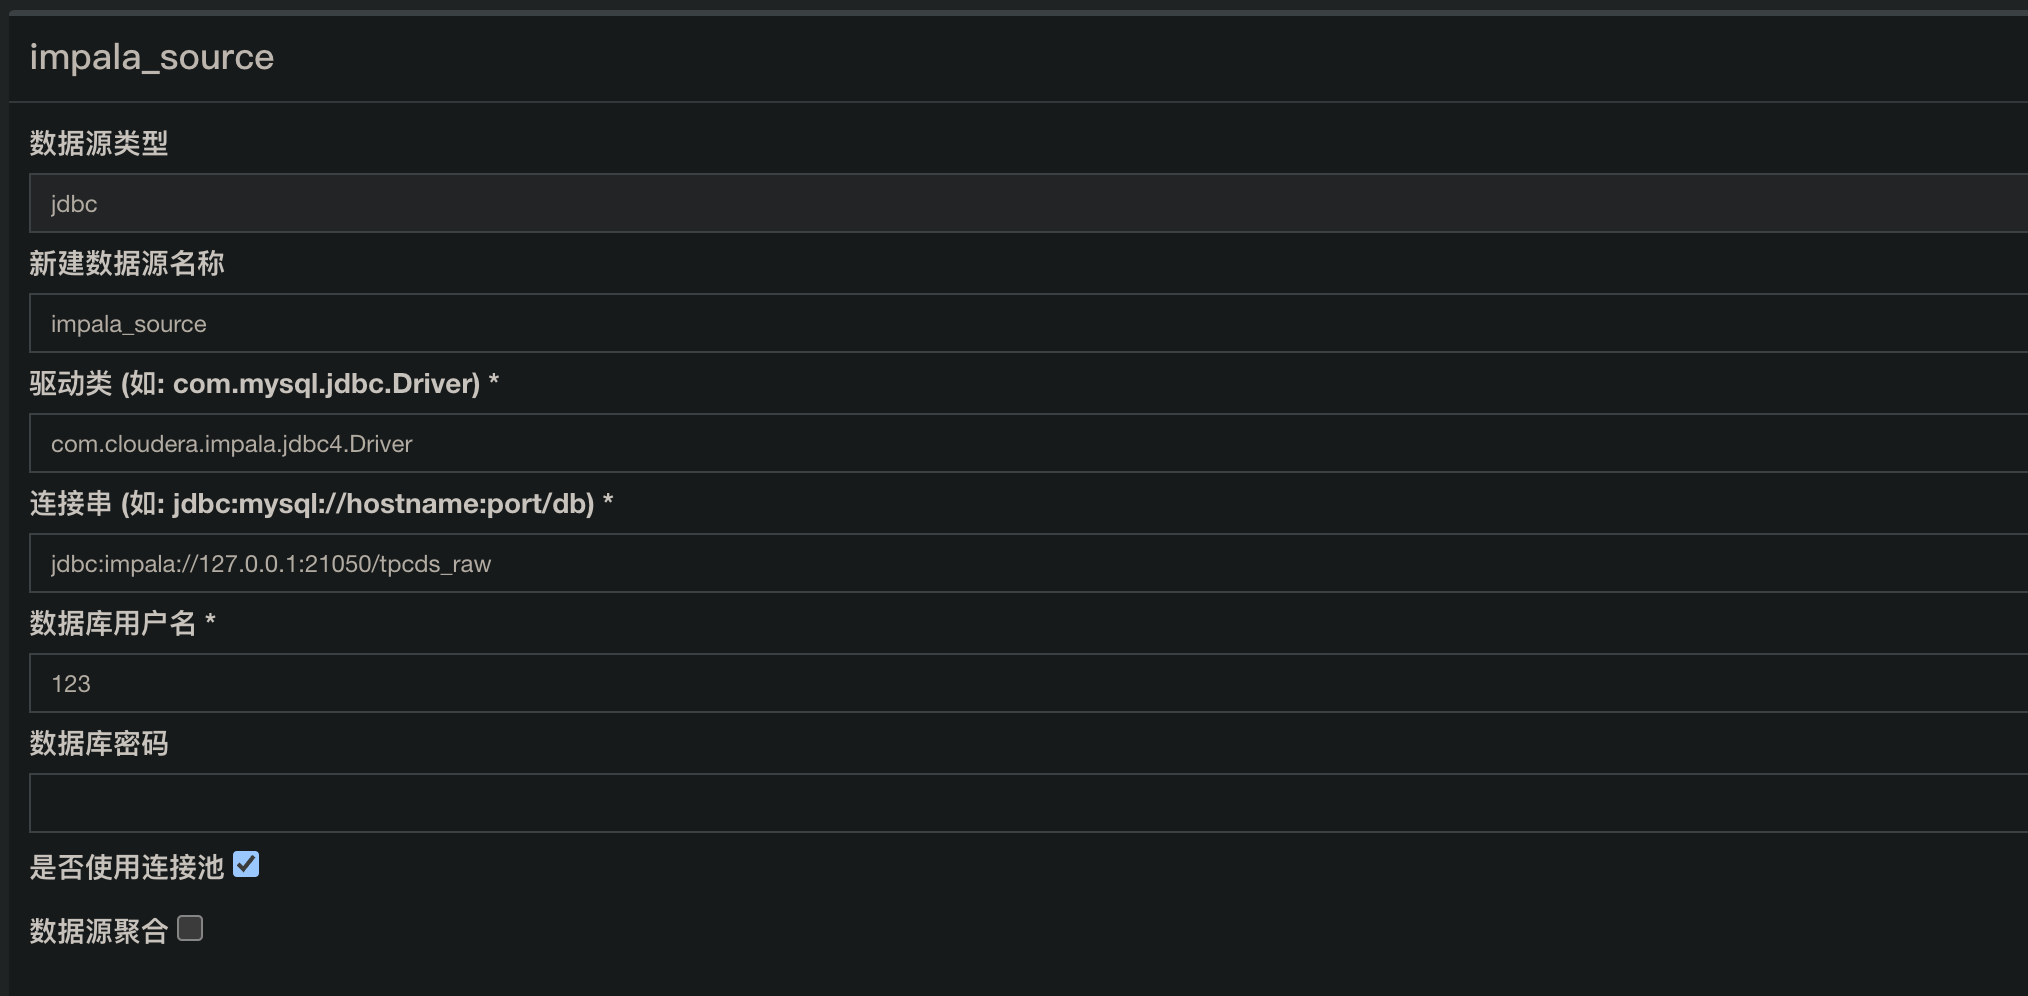 impala_source
数据源类型
jdbc
新建数据源名称
impala_source
驱动类 (如: com.mysql.jdbc.Driver) *
com.cloudera.impala.jdbc4.Driver
连接串 (如: jdbc:mysql://hostname:port/db) *
jdbc:impala://127.0.0.1:21050/tpcds_raw
数据库用户名 *
123
数据库密码
是否使用连接池
数据源聚合